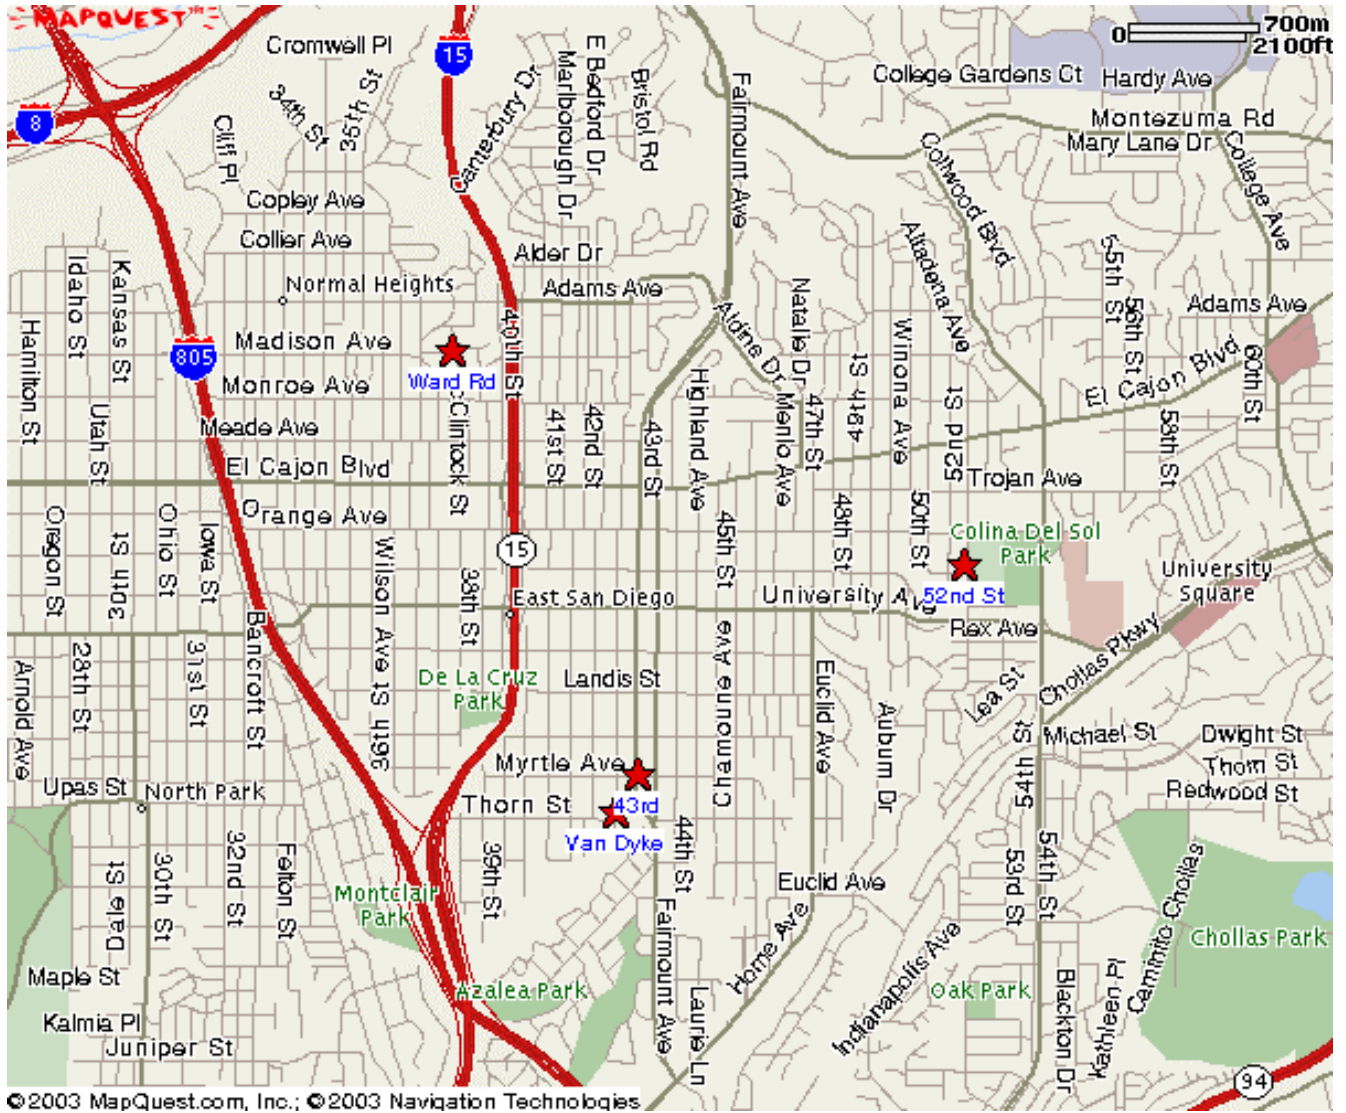 MAPQUEST™
700m
0
2100ft
Cromwell Pl
15
College Gardens Ct
Hardy Ave
8
34th St
35th St
Canterbury Dr
Marlborough Dr
E Bedford Dr
Bristol Rd
Fairmount Ave
Montezuma Rd
Mary Lane Dr
Cliff Pl
Collwood Blvd
College Ave
Copley Ave
Collier Ave
Alder Dr
Altadena Ave
55th St
Idaho St
Kansas St
Normal Heights
Adams Ave
Natalie Dr
56th St
Adams Ave
Hamilton St
Madison Ave
40th St
Aldine Dr
Winona Ave
805
Ward Rd
Monroe Ave
El Cajon Blvd
60th St
Utah St
Meade Ave
McClintock St
41st St
42nd St
43rd St
Highland Ave
Menlo Ave
47th St
48th St
52nd St
58th St
El Cajon Blvd
Trojan Ave
Oregon St
30th St
Ohio St
Iowa St
Orange Ave
Wilson Ave
15
45th St
48th St
50th St
Colina Del Sol
Park
38th St
East San Diego
University Ave
52nd St
University
Square
Bancroft St
Rex Ave
Arnold Ave
28th St
31st St
36th St
De La Cruz
Park
Landis St
Chamoune Ave
Euclid Ave
Auburn Dr
Lea St
Chollas Pkwy
54th St
Michael St
Dwight St
Thorn St
Redwood St
Myrtle Ave
Upas St
North Park
Thorn St
43rd
Van Dyke
44th St
Dale St
30th St
32nd St
Felton St
39th St
Montclair
Park
Euclid Ave
53rd St
54th St
Caminito Chollas
Chollas Park
Maple St
Fairmount Ave
Home Ave
Indianapolis Ave
Azalea Park
Oak Park
Laurie Ln
Blackton Dr
Kathleen Pl
Kalmia Pl
Juniper St
94
©2003 MapQuest.com, Inc.; ©2003 Navigation Technologies